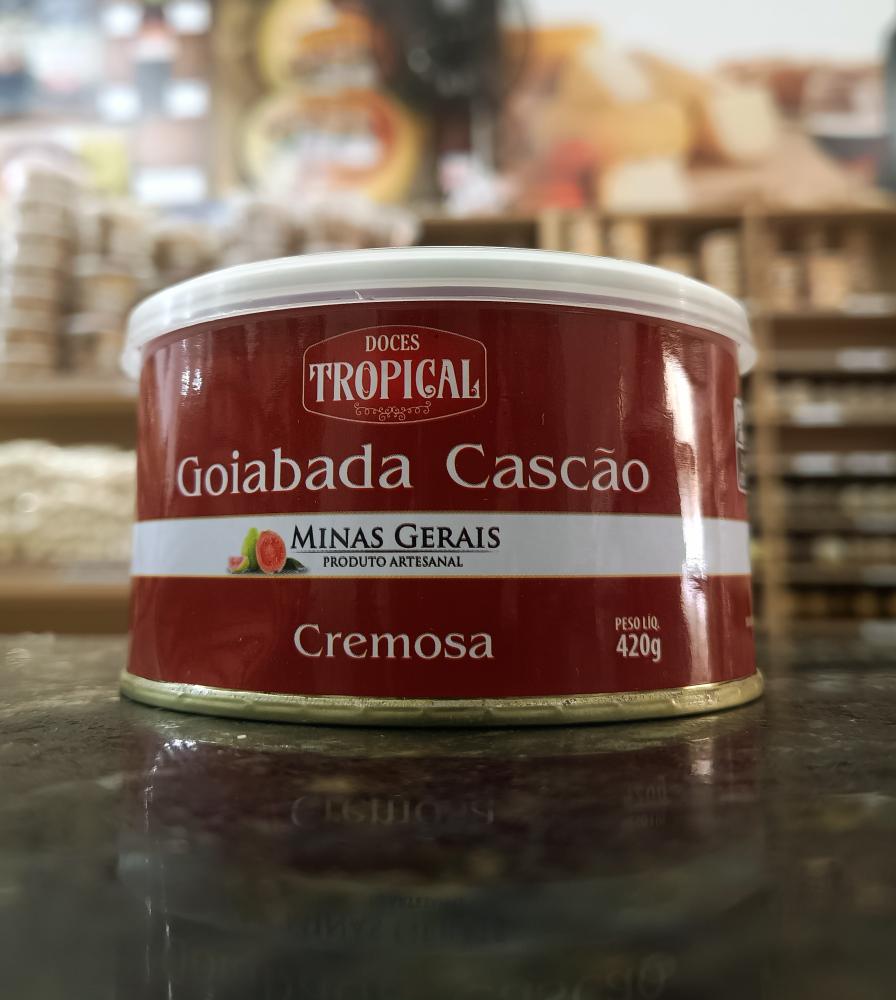 DOCES
TROPICAL
Goiabada Cascão
MINAS GERAIS
PRODUTO ARTESANAL
Cremosa
PESO LÍQ.
420g